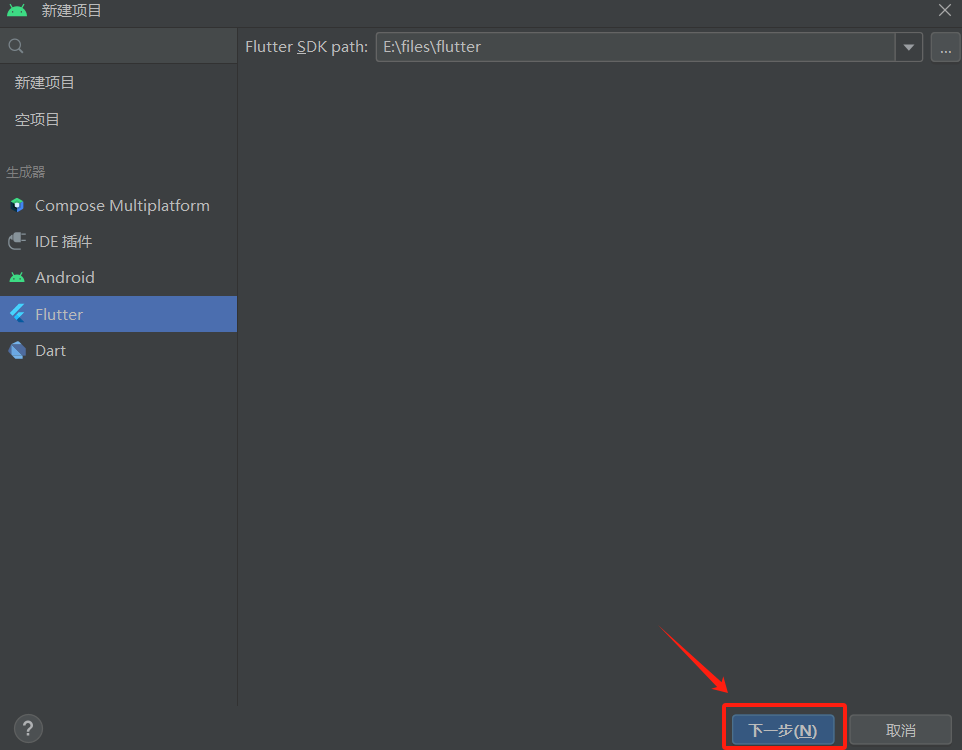 新建项目
Flutter SDK path: E:\files\flutter ...
新建项目
空项目
生成器
Compose Multiplatform
IDE 插件
Android
Flutter
Dart
? 下一步(N) 取消